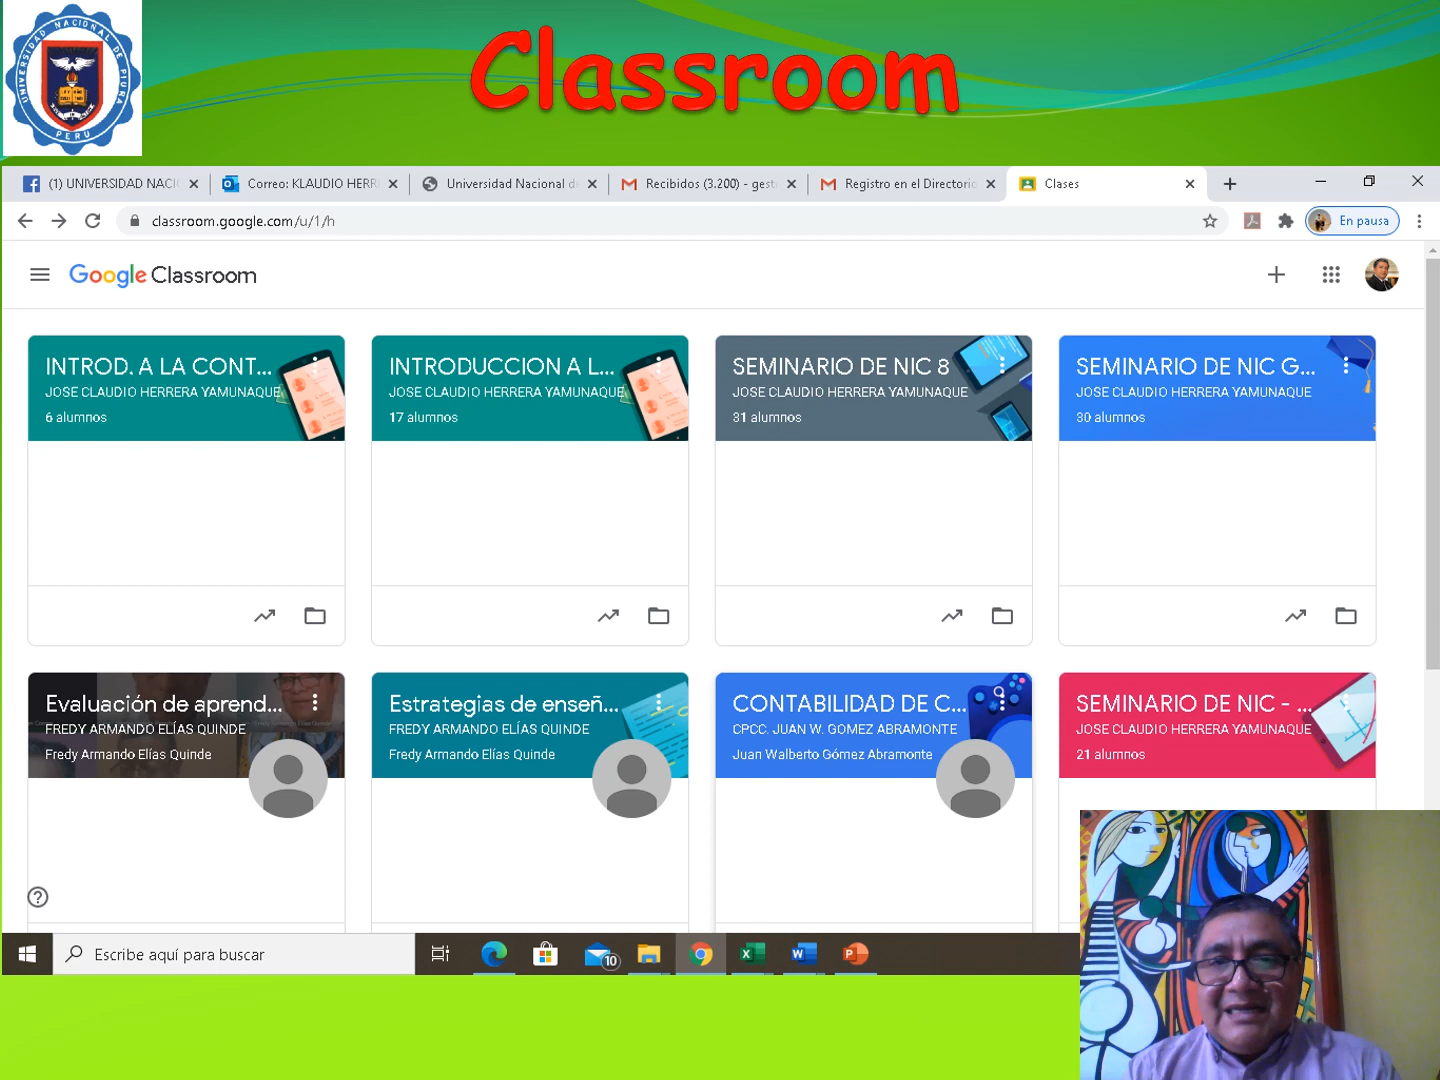 Classroom
UNIVERSIDAD NACIONAL DE PIURA
PERU
(1) UNIVERSIDAD NACI
Correo: KLAUDIO HERR
Universidad Nacional de
Recibidos (3.200) - gest
Registro en el Directorio
Clases
classroom.google.com/u/1/h
En pausa
Google Classroom
INTROD. A LA CONT...
JOSE CLAUDIO HERRERA YAMUNAQUE
6 alumnos
INTRODUCCION A L...
JOSE CLAUDIO HERRERA YAMUNAQUE
17 alumnos
SEMINARIO DE NIC 8
JOSE CLAUDIO HERRERA YAMUNAQUE
31 alumnos
SEMINARIO DE NIC G...
JOSE CLAUDIO HERRERA YAMUNAQUE
30 alumnos
Evaluación de aprend...
FREDY ARMANDO ELÍAS QUINDE
Fredy Armando Elías Quinde
Estrategias de enseñ...
FREDY ARMANDO ELÍAS QUINDE
Fredy Armando Elías Quinde
CONTABILIDAD DE C...
CPCC. JUAN W. GOMEZ ABRAMONTE
Juan Walberto Gómez Abramonte
SEMINARIO DE NIC - ...
JOSE CLAUDIO HERRERA YAMUNAQUE
21 alumnos
Escribe aquí para buscar
10